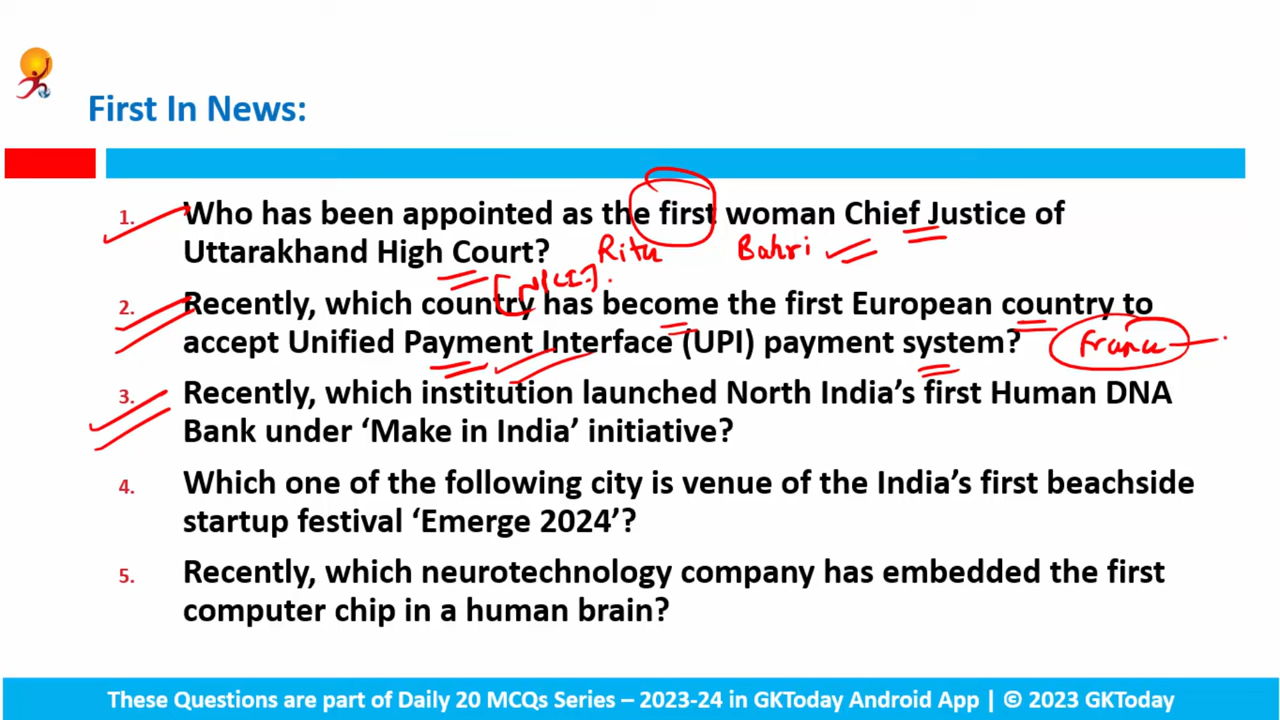 First In News:
1. Who has been appointed as the first woman Chief Justice of
Uttarakhand High Court? Ritu Bahri
[NPCI].
2. Recently, which country has become the first European country to
accept Unified Payment Interface (UPI) payment system? France
3. Recently, which institution launched North India's first Human DNA
Bank under ‘Make in India’ initiative?
4. Which one of the following city is venue of the India's first beachside
startup festival ‘Emerge 2024’?
5. Recently, which neurotechnology company has embedded the first
computer chip in a human brain?
These Questions are part of Daily 20 MCQs Series – 2023-24 in GKToday Android App | © 2023 GKToday